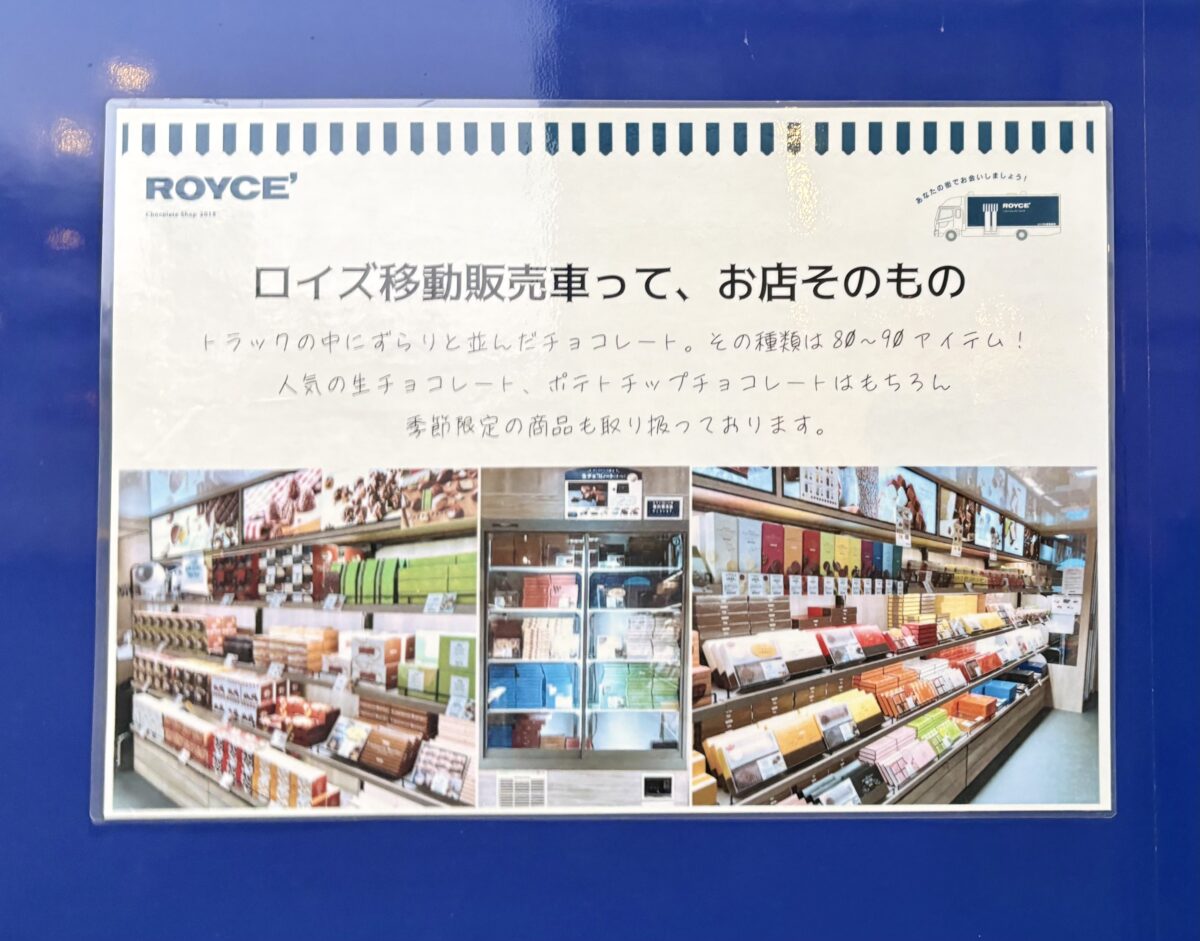 ROYCE'
Chocolate Shop 2018
あなたの街でお会いしましょう!
ROYCE'
ロイズ移動販売車って、お店そのもの
トラックの中にずらりと並んだチョコレート。その種類は80~90アイテム!
人気の生チョコレート、ポテトチップチョコレートはもちろん
季節限定の商品も取り扱っております。